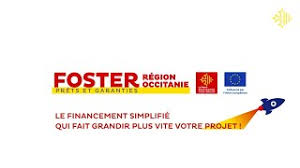 FOSTER
PRÊTS ET GARANTIES
RÉGION
OCCITANIE
LE FINANCEMENT SIMPLIFIÉ
QUI FAIT GRANDIR PLUS VITE VOTRE PROJET !